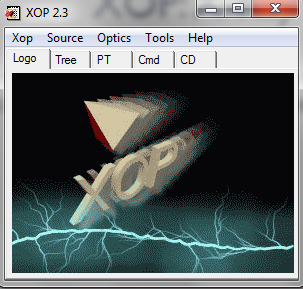 XOP 2.3
Xop Source Optics Tools Help
Logo Tree PT Cmd CD
XOP